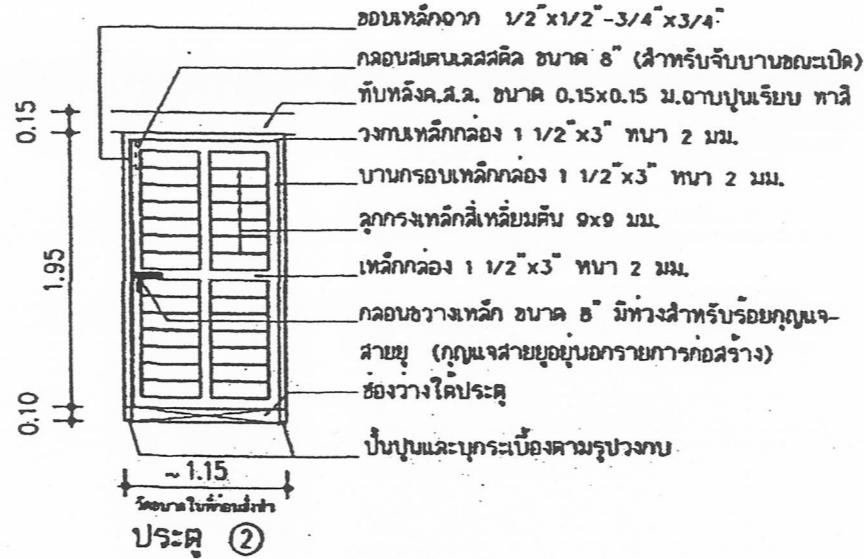 ขอบเหล็กฉาก 1/2"x1/2"-3/4"x3/4"
กลอนสเตนเลสสตีล ขนาด 8" (สำหรับจับบานขณะเปิด)
ทับหลังค.ส.ล. ขนาด 0.15x0.15 ม.ฉาบปูนเรียบ ทาสี
วงกบเหล็กกล่อง 1 1/2"x3" หนา 2 มม.
บานกรอบเหล็กกล่อง 1 1/2"x3" หนา 2 มม.
ลูกกรงเหล็กสี่เหลี่ยมตัน 9x9 มม.
เหล็กกล่อง 1 1/2"x3" หนา 2 มม.
กลอนขวางเหล็ก ขนาด 8" มีห่วงสำหรับร้อยกุญแจ-
สายยู (กุญแจสายยูอยู่นอกรายการก่อสร้าง)
ช่องว่างใต้ประตู
ปั้นปูนและบุกระเบื้องตามรูปวงกบ
0.15
1.95
0.10
~1.15
วัดขนาดในที่ก่อนสั่งทำ
ประตู 2